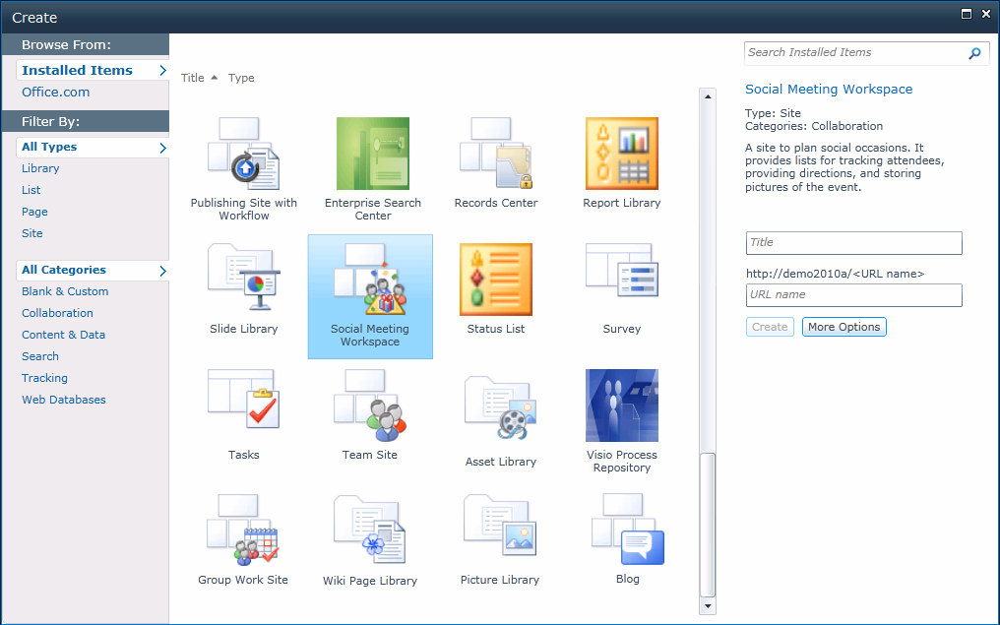 Create
Browse From:
Installed Items
Office.com
Filter By:
All Types
Library
List
Page
Site
All Categories
Blank & Custom
Collaboration
Content & Data
Search
Tracking
Web Databases
Title Type
Publishing Site with
Workflow
Enterprise Search
Center
Records Center
Report Library
Slide Library
Social Meeting
Workspace
Status List
Survey
Tasks
Team Site
Asset Library
Visio Process
Repository
Group Work Site
Wiki Page Library
Picture Library
Blog
Search Installed Items
Social Meeting Workspace
Type: Site
Categories: Collaboration
A site to plan social occasions. It
provides lists for tracking attendees,
providing directions, and storing
pictures of the event.
Title
http://demo2010a/<URL name>
URL name
Create More Options